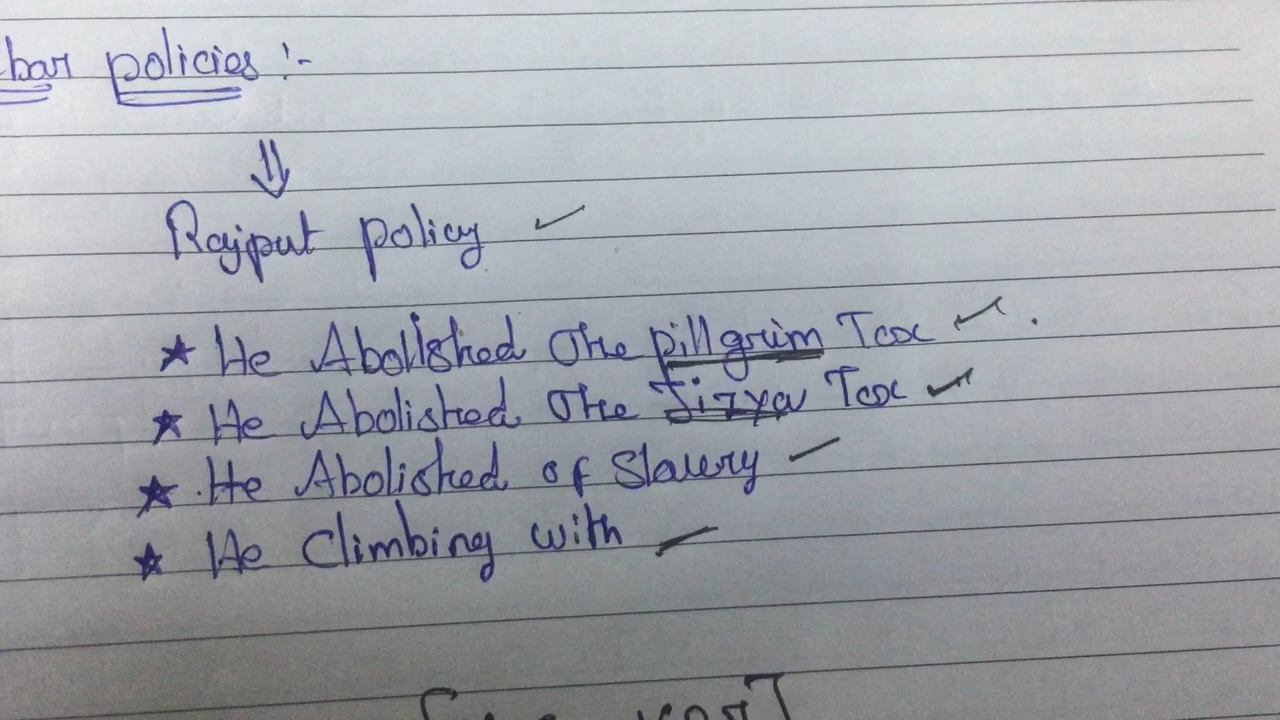 bar policies :-
⇓
Rajput policy ✓
★ He Abolished The pillgrim Tax ✓ .
★ He Abolished The Jizya Tax ✓
★ He Abolished of Slavery
★ He Climbing with